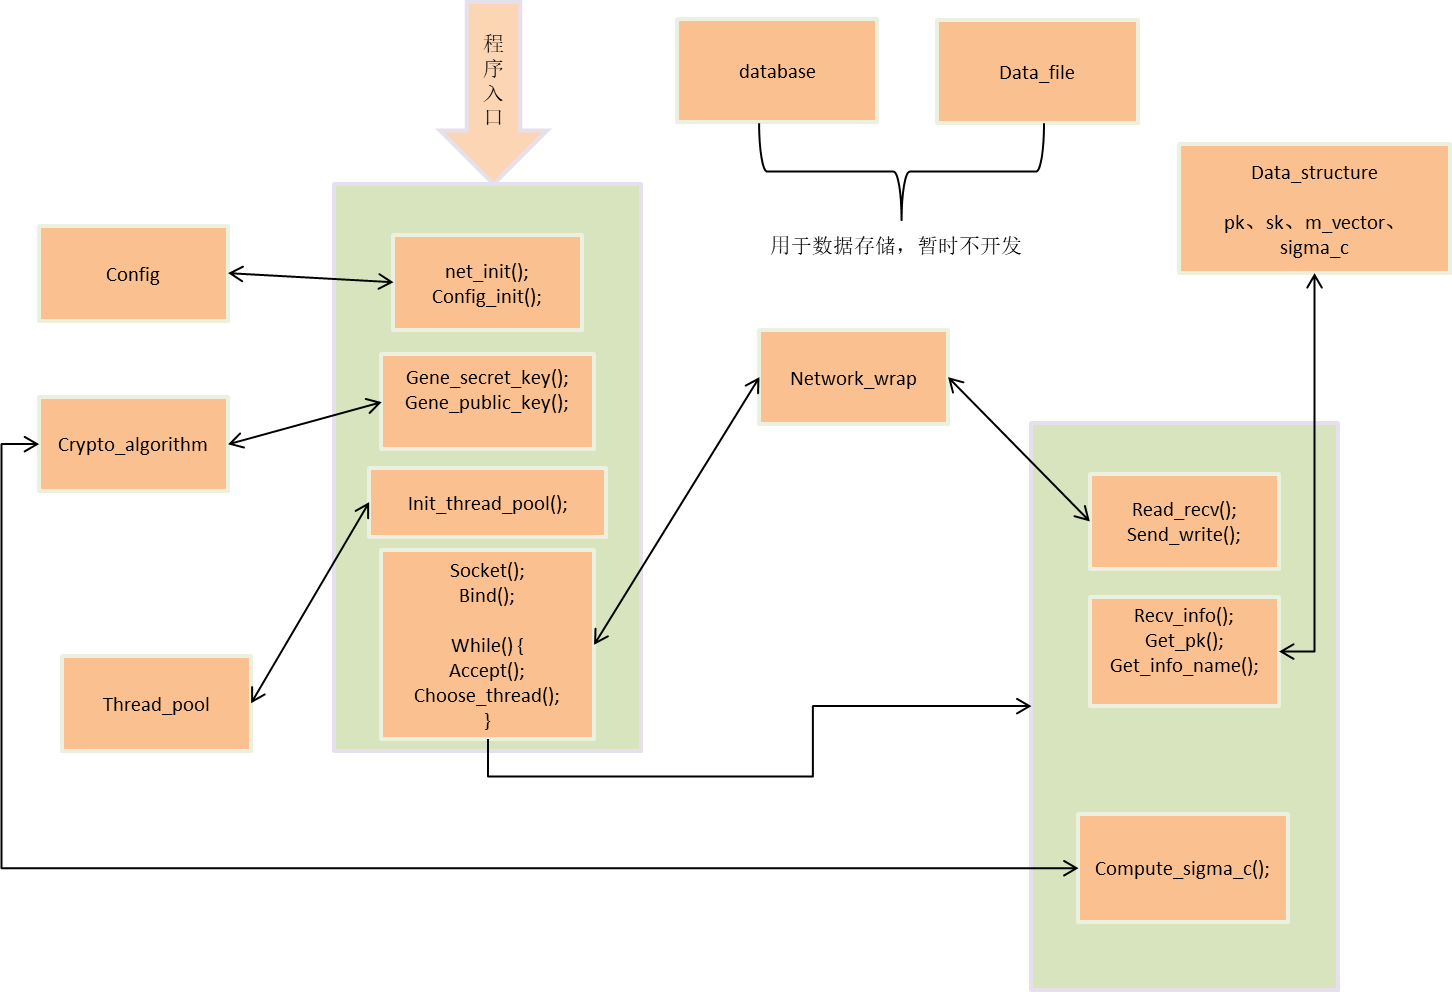 程
序
入
口
database
Data_file
Data_structure
pk、sk、m_vector、
sigma_c
用于数据存储，暂时不开发
Config
net_init();
Config_init();
Gene_secret_key();
Gene_public_key();
Crypto_algorithm
Network_wrap
Init_thread_pool();
Socket();
Bind();
While() {
Accept();
Choose_thread();
}
Thread_pool
Read_recv();
Send_write();
Recv_info();
Get_pk();
Get_info_name();
Compute_sigma_c();